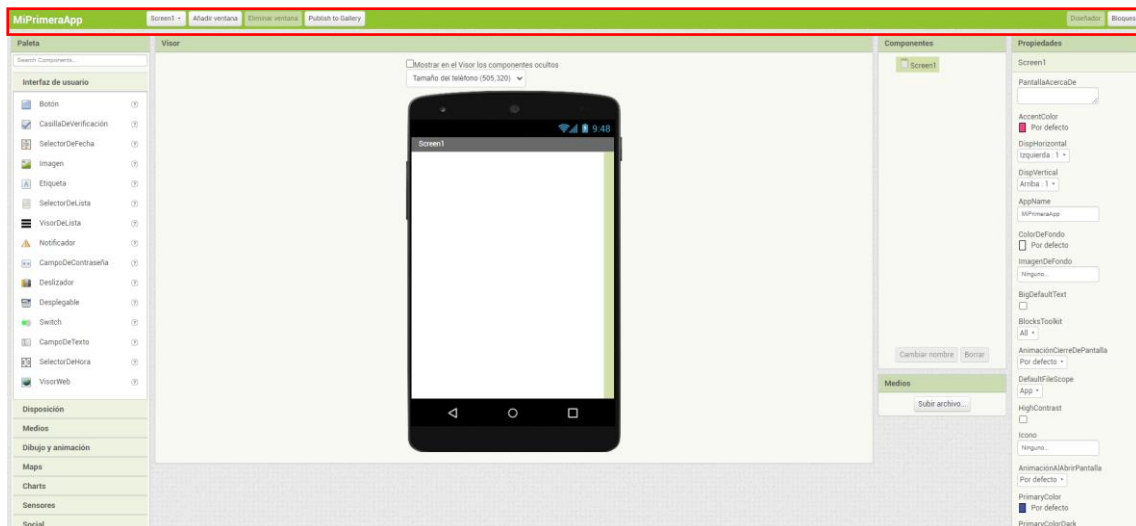 MiPrimeraApp
Screen1
Añadir ventana
Eliminar ventana
Publish to Gallery
Diseñador
Bloques
Paleta
Search Components...
Interfaz de usuario
Botón
CasillaDeVerificación
SelectorDeFecha
Imagen
Etiqueta
SelectorDeLista
VisorDeLista
Notificador
CampoDeContraseña
Deslizador
Desplegable
Switch
CampoDeTexto
SelectorDeHora
VisorWeb
Disposición
Medios
Dibujo y animación
Maps
Charts
Sensores
Social
Visor
Mostrar en el Visor los componentes ocultos
Tamaño del teléfono (505,320)
9:48
Screen1
Componentes
Screen1
Cambiar nombre
Borrar
Medios
Subir archivo...
Propiedades
Screen1
PantallaAcercaDe
AccentColor
Por defecto
DispHorizontal
Izquierda : 1
DispVertical
Arriba : 1
AppName
MiPrimeraApp
ColorDeFondo
Por defecto
ImagenDeFondo
Ninguno...
BigDefaultText
BlocksToolkit
All
AnimaciónCierreDePantalla
Por defecto
DefaultFileScope
App
HighContrast
Icono
Ninguno...
AnimaciónAlAbrirPantalla
Por defecto
PrimaryColor
Por defecto
PrimaryColorDark